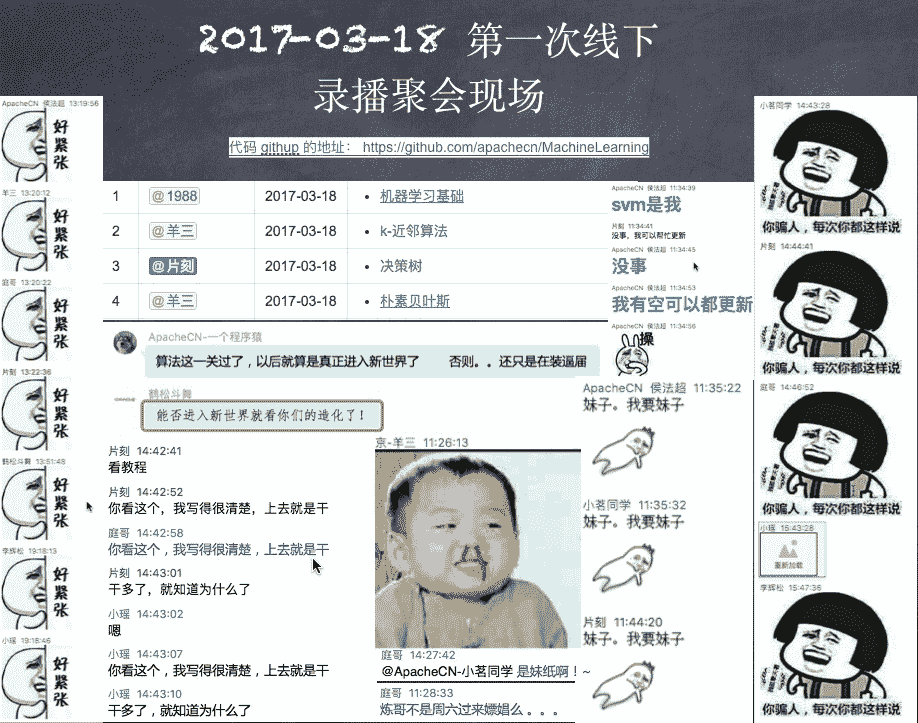 2017-03-18 第一次线下
录播聚会现场
代码 githup 的地址: https://github.com/apachecn/MachineLearning
ApacheCN 侯法超 13:19:56
好紧张
羊三 13:20:12
好紧张
庭哥 13:20:22
好紧张
片刻 13:22:36
好紧张
鹤松斗舞 13:51:48
好紧张
李辉松 19:18:13
好紧张
小瑶 19:18:46
好紧张
1 @1988 2017-03-18 • 机器学习基础
2 @羊三 2017-03-18 • k-近邻算法
3 @片刻 2017-03-18 • 决策树
4 @羊三 2017-03-18 • 朴素贝叶斯
ApacheCN-一个程序猿
算法这一关过了，以后就算是真正进入新世界了 否则。。还只是在装逼届
鹤松斗舞
能否进入新世界就看你们的造化了！
片刻 14:42:41
看教程
片刻 14:42:52
你看这个，我写得很清楚，上去就是干
庭哥 14:42:58
你看这个，我写得很清楚，上去就是干
片刻 14:43:01
干多了，就知道为什么了
小瑶 14:43:02
嗯
小瑶 14:43:07
你看这个，我写得很清楚，上去就是干
小瑶 14:43:10
干多了，就知道为什么了
京-羊三 11:26:13
庭哥 14:27:42
@ApacheCN-小茗同学 是妹纸啊！~
庭哥 11:28:33
炼哥不是周六过来嫖娼么 。。。
ApacheCN 侯法超 11:34:39
svm是我
片刻 11:34:41
没事，我可以帮忙更新
ApacheCN 侯法超 11:34:45
没事
ApacheCN 侯法超 11:34:53
我有空可以都更新
ApacheCN 侯法超 11:34:56
操
ApacheCN 侯法超 11:35:22
妹子。我要妹子
小茗同学 11:35:32
妹子。我要妹子
片刻 11:44:20
妹子。我要妹子
小茗同学 14:43:28
你骗人，每次你都这样说
片刻 14:44:41
你骗人，每次你都这样说
庭哥 14:46:52
你骗人，每次你都这样说
小瑶 15:43:28
重新加载
李辉松 15:47:36
你骗人，每次你都这样说